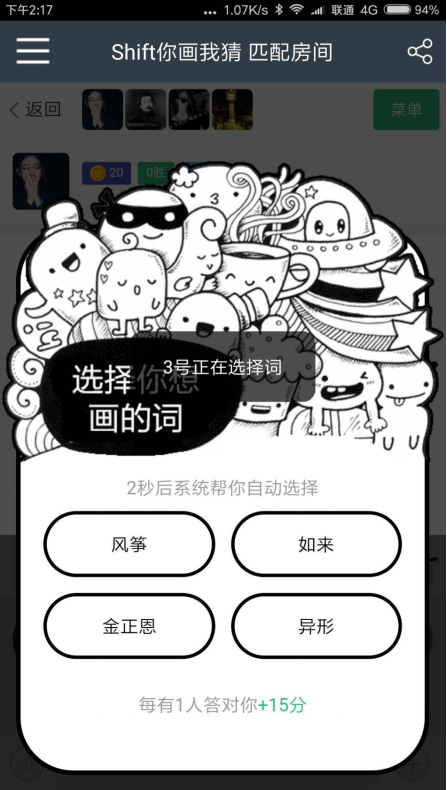 下午2:17 ... 1.07K/s 联通 4G 94%
Shift你画我猜 匹配房间
返回 菜单
20 0胜
3号正在选择词
选择你想
画的词
2秒后系统帮你自动选择
风筝 如来
金正恩 异形
每有1人答对你+15分